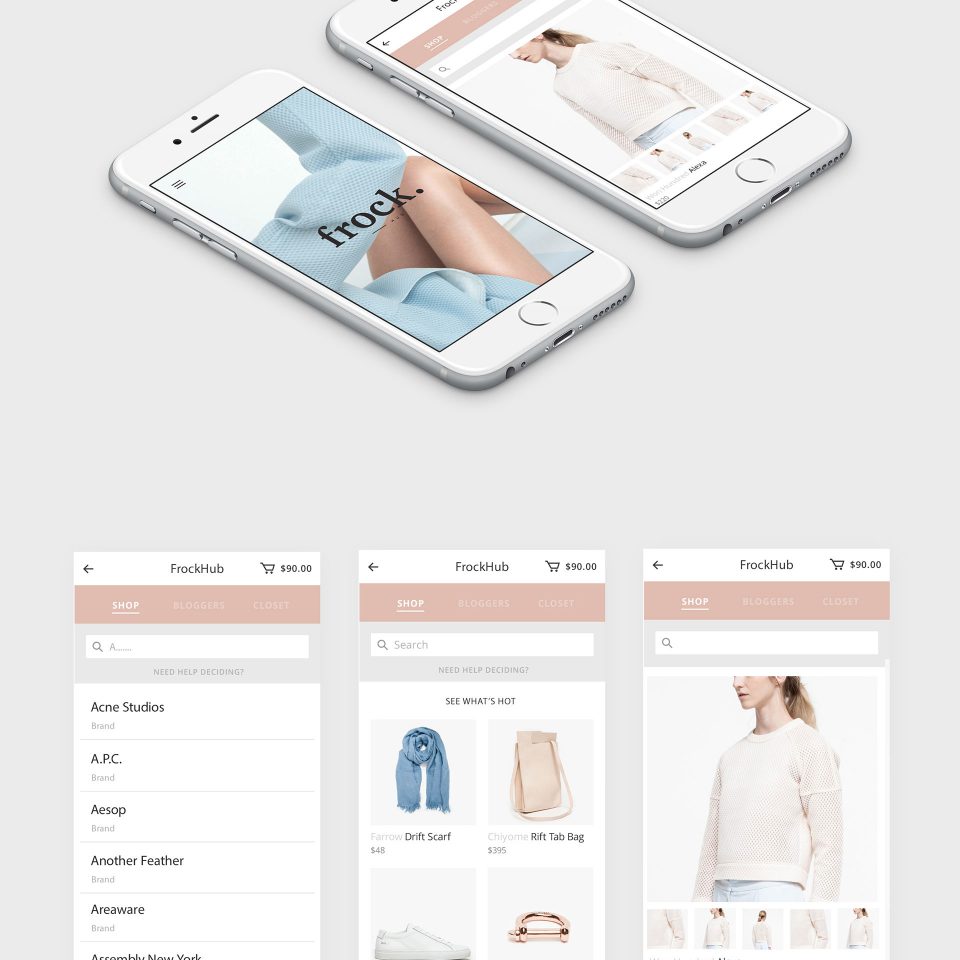 FrockHub
SHOP
BLOGGERS
Alexa
$220
frock.
FrockHub
$90.00
SHOP
BLOGGERS
CLOSET
A......
NEED HELP DECIDING?
Acne Studios
Brand
A.P.C.
Brand
Aesop
Brand
Another Feather
Brand
Areaware
Brand
Assembly New York
FrockHub
$90.00
SHOP
BLOGGERS
CLOSET
Search
NEED HELP DECIDING?
SEE WHAT'S HOT
Farrow Drift Scarf
$48
Chiyome Rift Tab Bag
$395
FrockHub
$90.00
SHOP
BLOGGERS
CLOSET